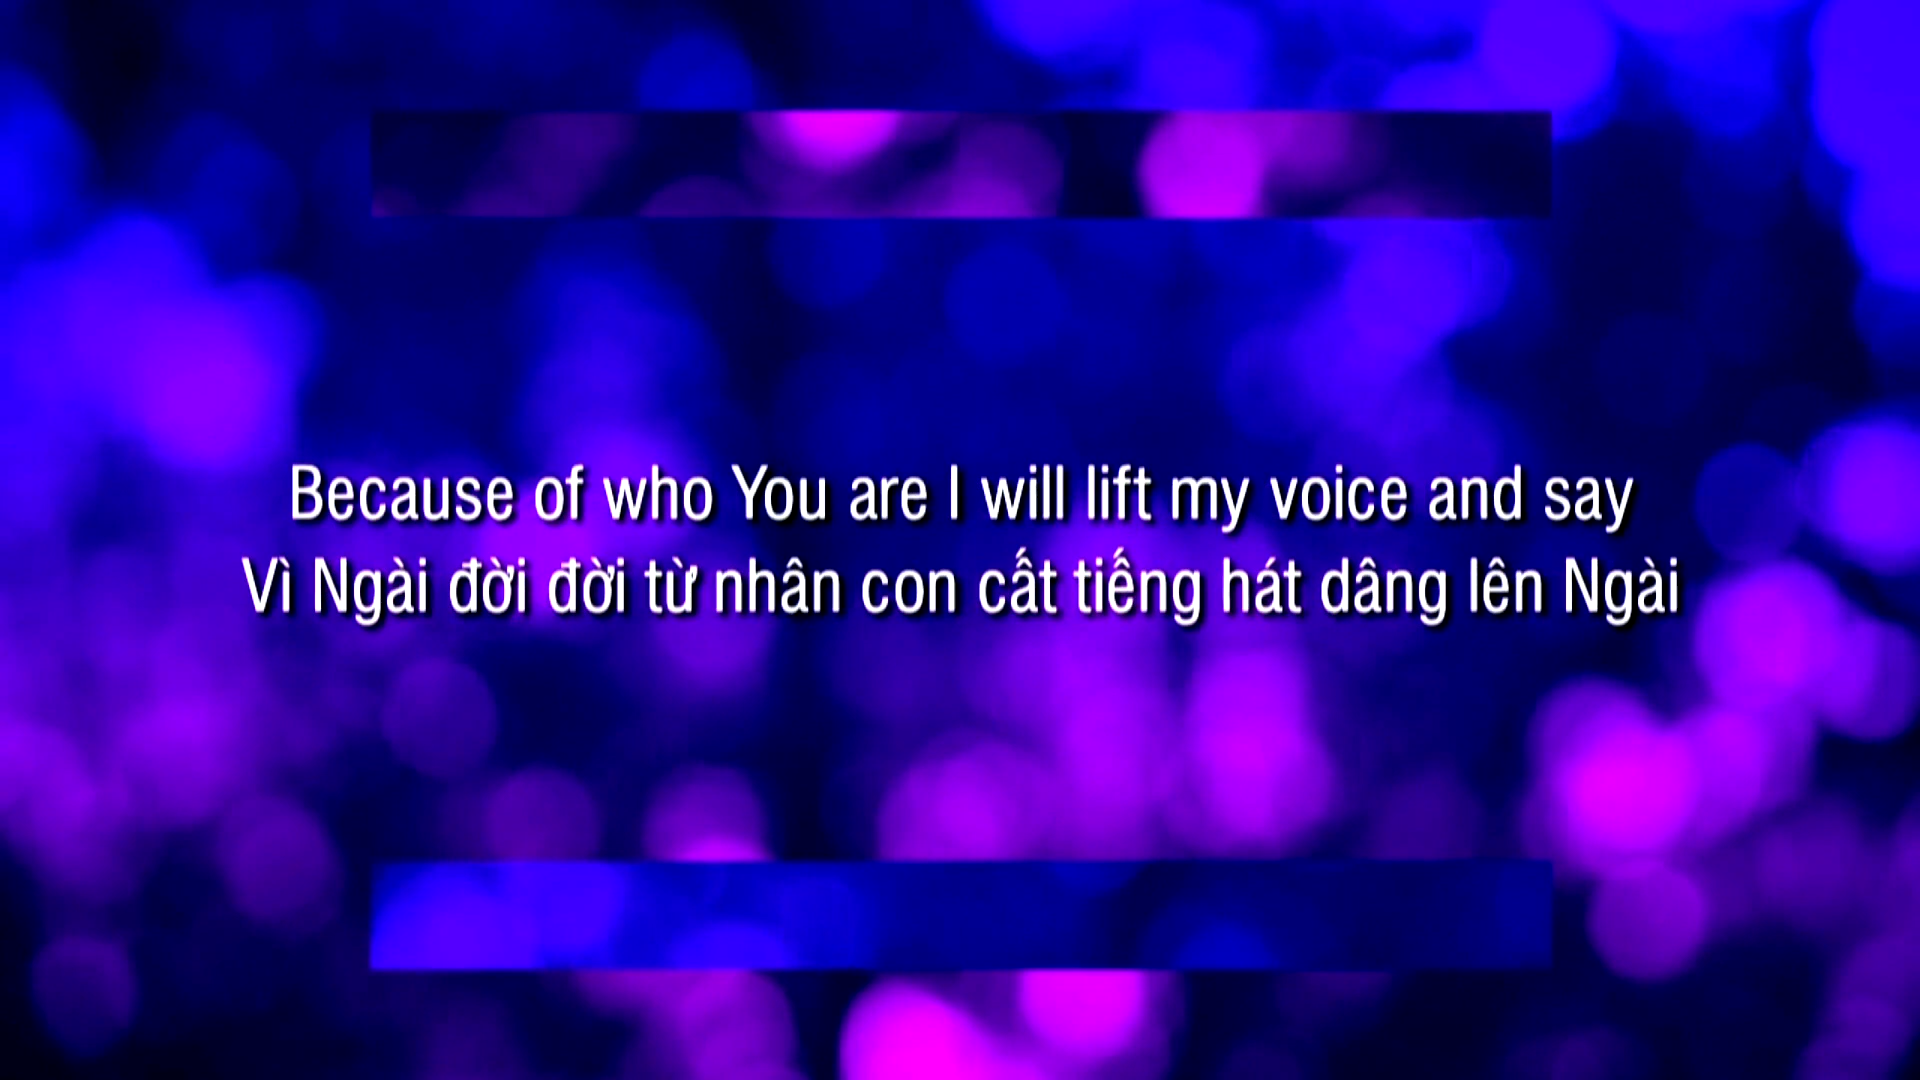 Because of who You are I will lift my voice and say
Vì Ngài đời đời từ nhân con cất tiếng hát dâng lên Ngài